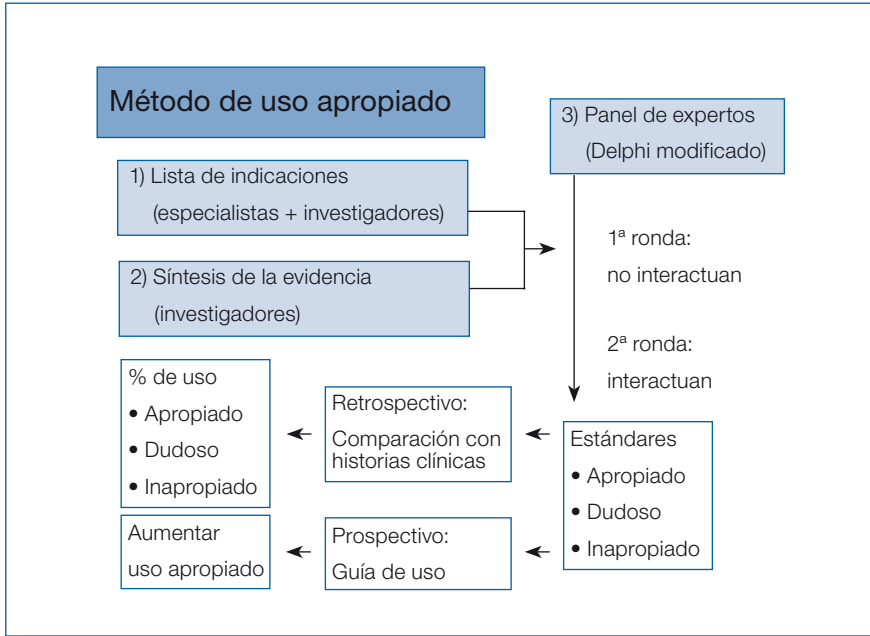 Método de uso apropiado
1) Lista de indicaciones
(especialistas + investigadores)
2) Síntesis de la evidencia
(investigadores)
3) Panel de expertos
(Delphi modificado)
1ª ronda:
no interactuan
2ª ronda:
interactuan
Estándares
• Apropiado
• Dudoso
• Inapropiado
Retrospectivo:
Comparación con
historias clínicas
% de uso
• Apropiado
• Dudoso
• Inapropiado
Prospectivo:
Guía de uso
Aumentar
uso apropiado